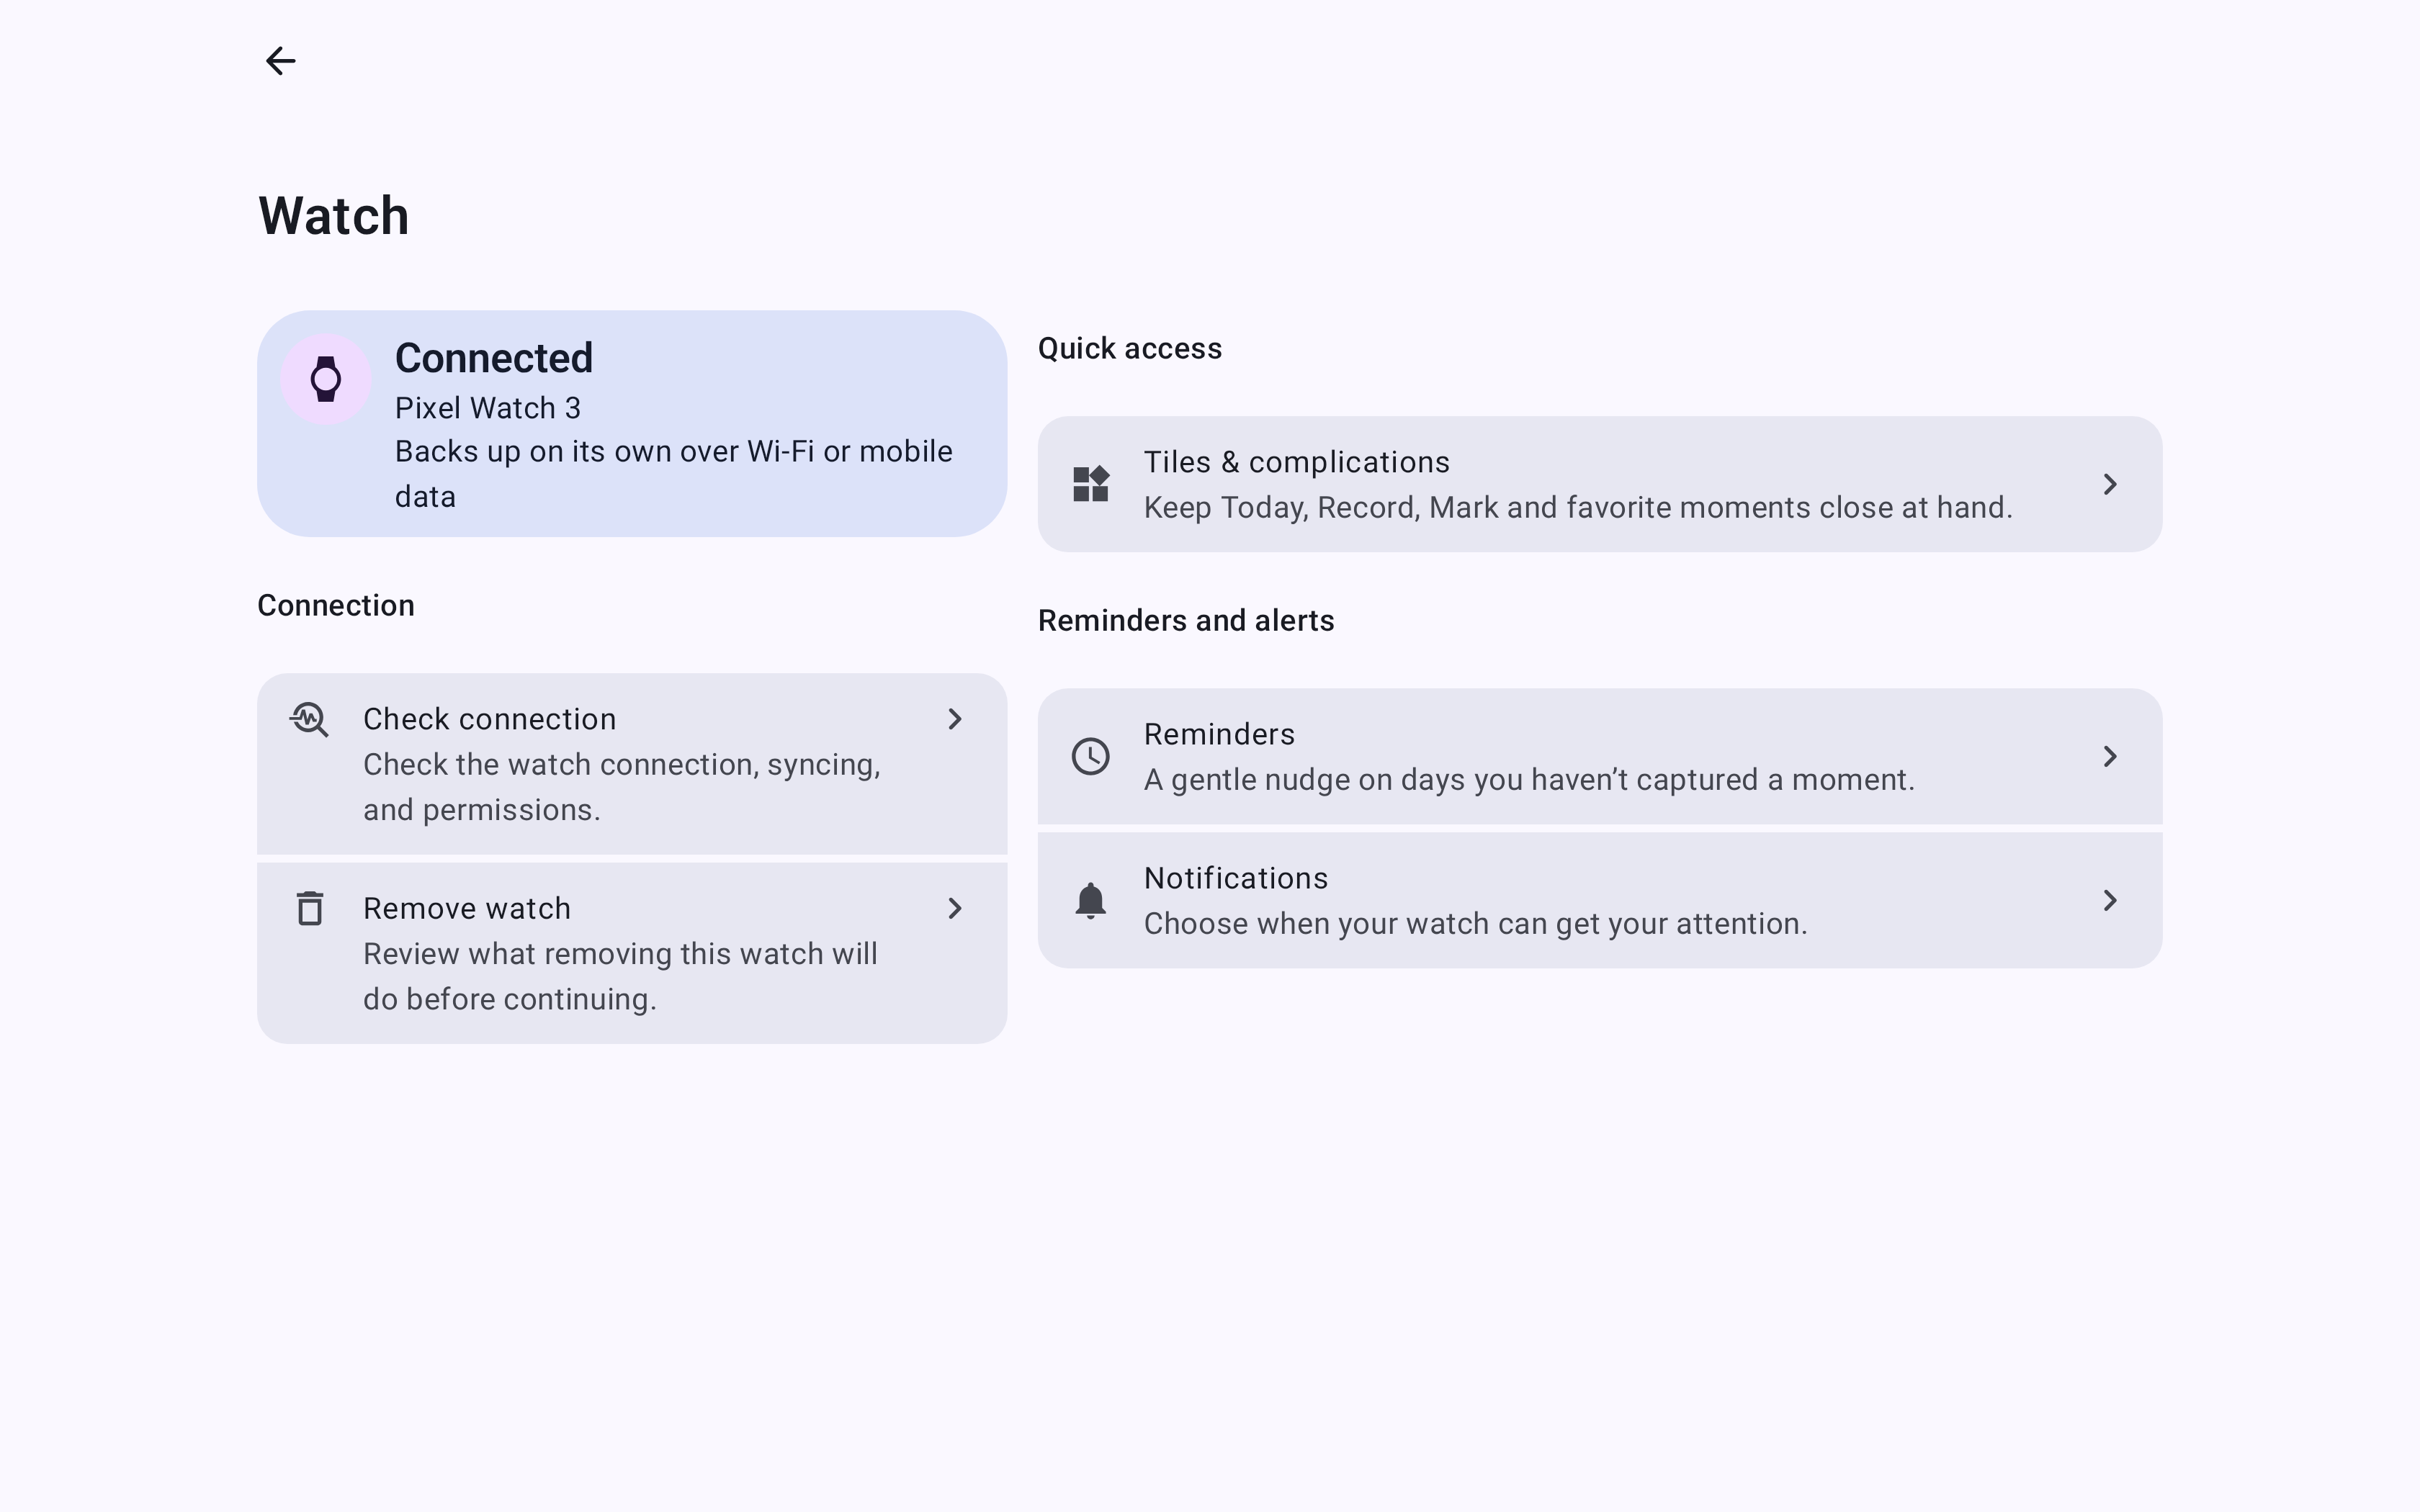 Watch
Connected
Pixel Watch 3
Backs up on its own over Wi-Fi or mobile
data
Connection
Check connection
Check the watch connection, syncing,
and permissions.
Remove watch
Review what removing this watch will
do before continuing.
Quick access
Tiles & complications
Keep Today, Record, Mark and favorite moments close at hand.
Reminders and alerts
Reminders
A gentle nudge on days you haven’t captured a moment.
Notifications
Choose when your watch can get your attention.